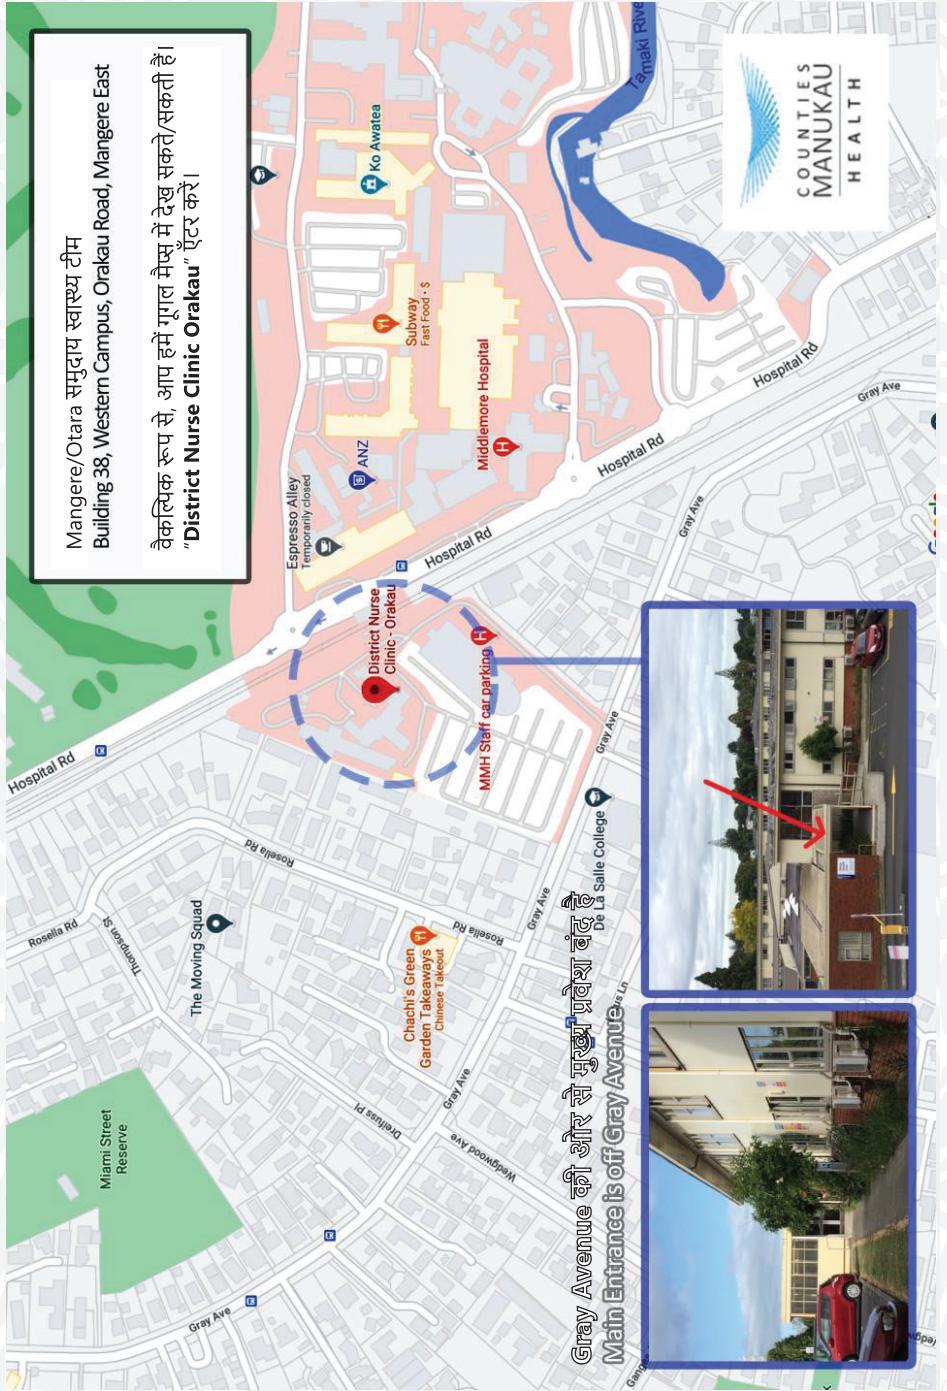 Mangere/Otara समुदाय स्वास्थ्य टीम
Building 38, Western Campus, Orakau Road, Mangere East
वैकल्पिक रूप से, आप हमें गूगल मैप्स में देख सकते/सकती हैं।
"District Nurse Clinic Orakau" एँटर करें।
Hospital Rd
Rosella Rd
Thompson St
Rosella Rd
The Moving Squad
Miami Street
Reserve
Chachi's Green
Garden Takeaways
Chinese Takeout
Rosella Rd
Dreifuss Pl
Gray Ave
Wedgwood Ave
Gray Ave
Gray Ave
De La Salle College
Gray Ave
MMH Staff car parking
District Nurse
Clinic - Orakau
Espresso Alley
Temporarily closed
Hospital Rd
ANZ
Subway
Fast Food • $
Ko Awatea
Middlemore Hospital
Hospital Rd
Gray Ave
Hospital Rd
Gray Ave
Tamaki Rive
COUNTIES
MANUKAU
HEALTH
Gray Avenue की ओर से मुख्य प्रवेश बंद है
Main Entrance is off Gray Avenue
Google